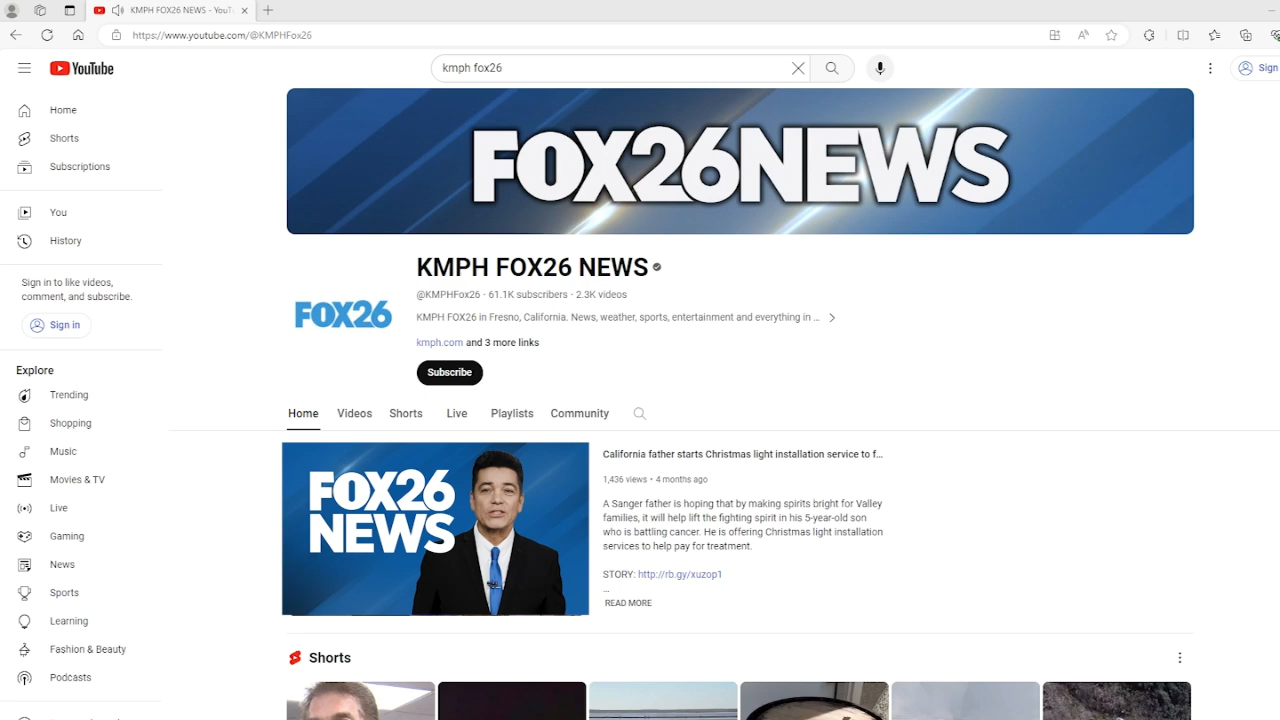 KMPH FOX26 NEWS - YouT
https://www.youtube.com/@KMPHFox26
YouTube
kmph fox26
Sign
Home
Shorts
Subscriptions
You
History
Sign in to like videos,
comment, and subscribe.
Sign in
Explore
Trending
Shopping
Music
Movies & TV
Live
Gaming
News
Sports
Learning
Fashion & Beauty
Podcasts
FOX26NEWS
FOX26
KMPH FOX26 NEWS
@KMPHFox26 · 61.1K subscribers · 2.3K videos
KMPH FOX26 in Fresno, California. News, weather, sports, entertainment and everything in ...
kmph.com and 3 more links
Subscribe
Home Videos Shorts Live Playlists Community
FOX26
NEWS
California father starts Christmas light installation service to f...
1,436 views • 4 months ago
A Sanger father is hoping that by making spirits bright for Valley
families, it will help lift the fighting spirit in his 5-year-old son
who is battling cancer. He is offering Christmas light installation
services to help pay for treatment.
STORY: http://rb.gy/xuzop1
...
READ MORE
Shorts